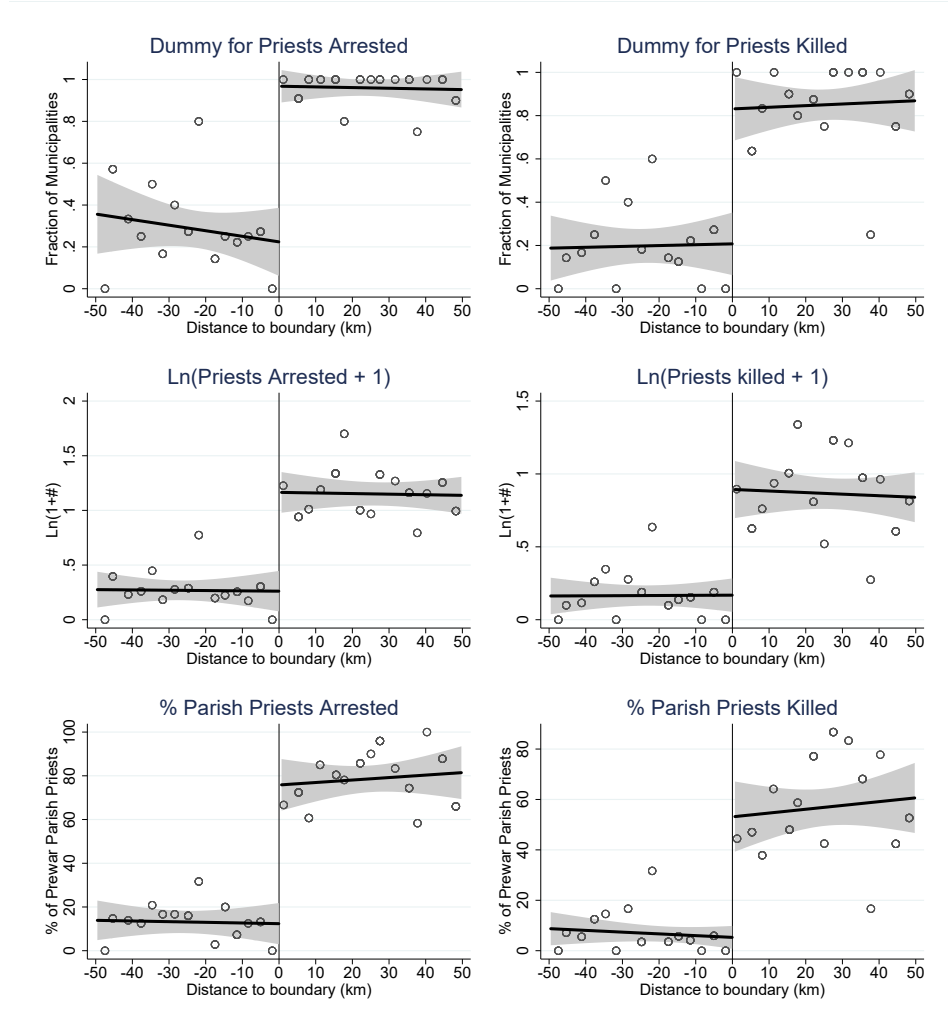 Dummy for Priests Arrested
Fraction of Municipalities
1
.8
.6
.4
.2
0
-50 -40 -30 -20 -10 0 10 20 30 40 50
Distance to boundary (km)
Dummy for Priests Killed
Fraction of Municipalities
1
.8
.6
.4
.2
0
-50 -40 -30 -20 -10 0 10 20 30 40 50
Distance to boundary (km)
Ln(Priests Arrested + 1)
Ln(1+#)
2
1.5
1
.5
0
-50 -40 -30 -20 -10 0 10 20 30 40 50
Distance to boundary (km)
Ln(Priests killed + 1)
Ln(1+#)
1.5
1
.5
0
-50 -40 -30 -20 -10 0 10 20 30 40 50
Distance to boundary (km)
% Parish Priests Arrested
% of Prewar Parish Priests
100
80
60
40
20
0
-50 -40 -30 -20 -10 0 10 20 30 40 50
Distance to boundary (km)
% Parish Priests Killed
% of Prewar Parish Priests
80
60
40
20
0
-50 -40 -30 -20 -10 0 10 20 30 40 50
Distance to boundary (km)